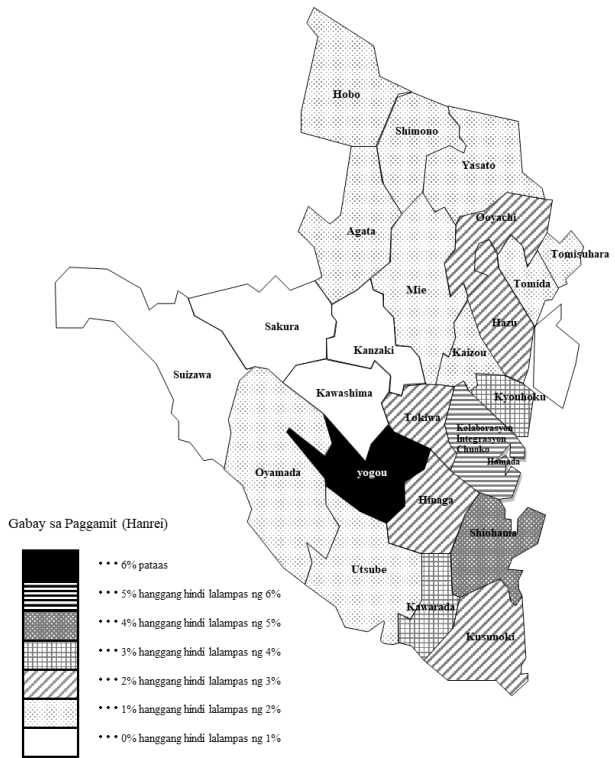 Hobo
Shimono
Yasato
Ooyachi
Agata
Tomisuhara
Tomida
Mie
Hazu
Sakura
Kanzaki
Kaizou
Suizawa
Kawashima
Kyouhoku
Tokiwa
Kolaborasyon
Integrasyon
Chuoko
Hamada
Oyamada
yogou
Hinaga
Shiohama
Utsube
Kawarada
Kusunoki
Gabay sa Paggamit (Hanrei)
・・・6% pataas
・・・5% hanggang hindi lalampas ng 6%
・・・4% hanggang hindi lalampas ng 5%
・・・3% hanggang hindi lalampas ng 4%
・・・2% hanggang hindi lalampas ng 3%
・・・1% hanggang hindi lalampas ng 2%
・・・0% hanggang hindi lalampas ng 1%